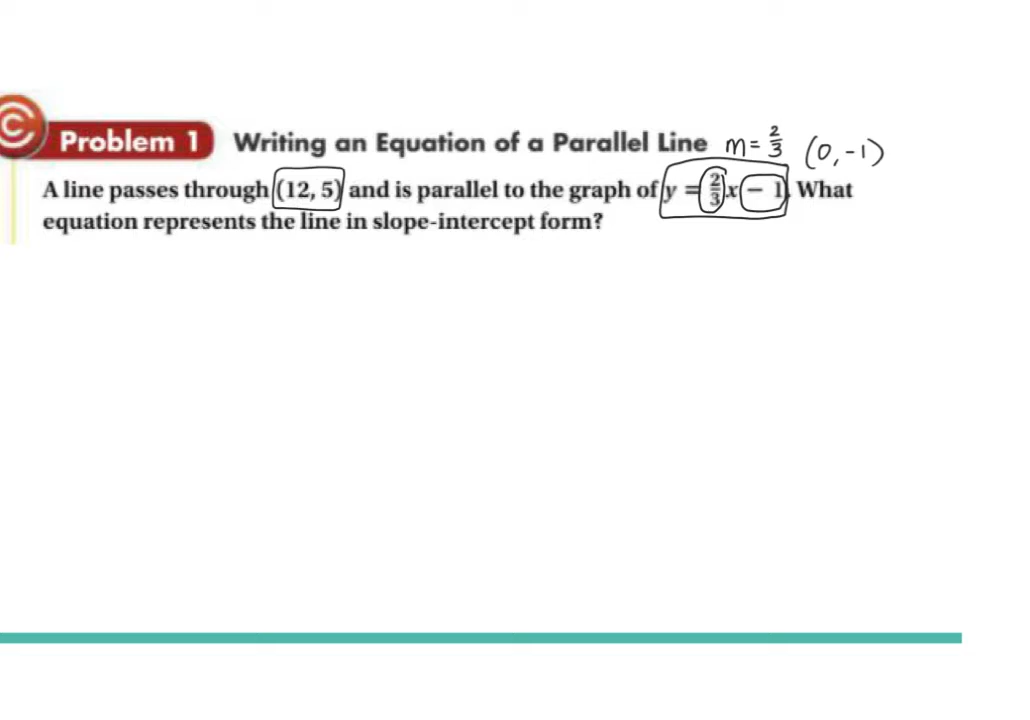 Problem 1 Writing an Equation of a Parallel Line m = 2/3 (0, -1)
A line passes through (12, 5) and is parallel to the graph of y = 2/3 x − 1. What
equation represents the line in slope-intercept form?